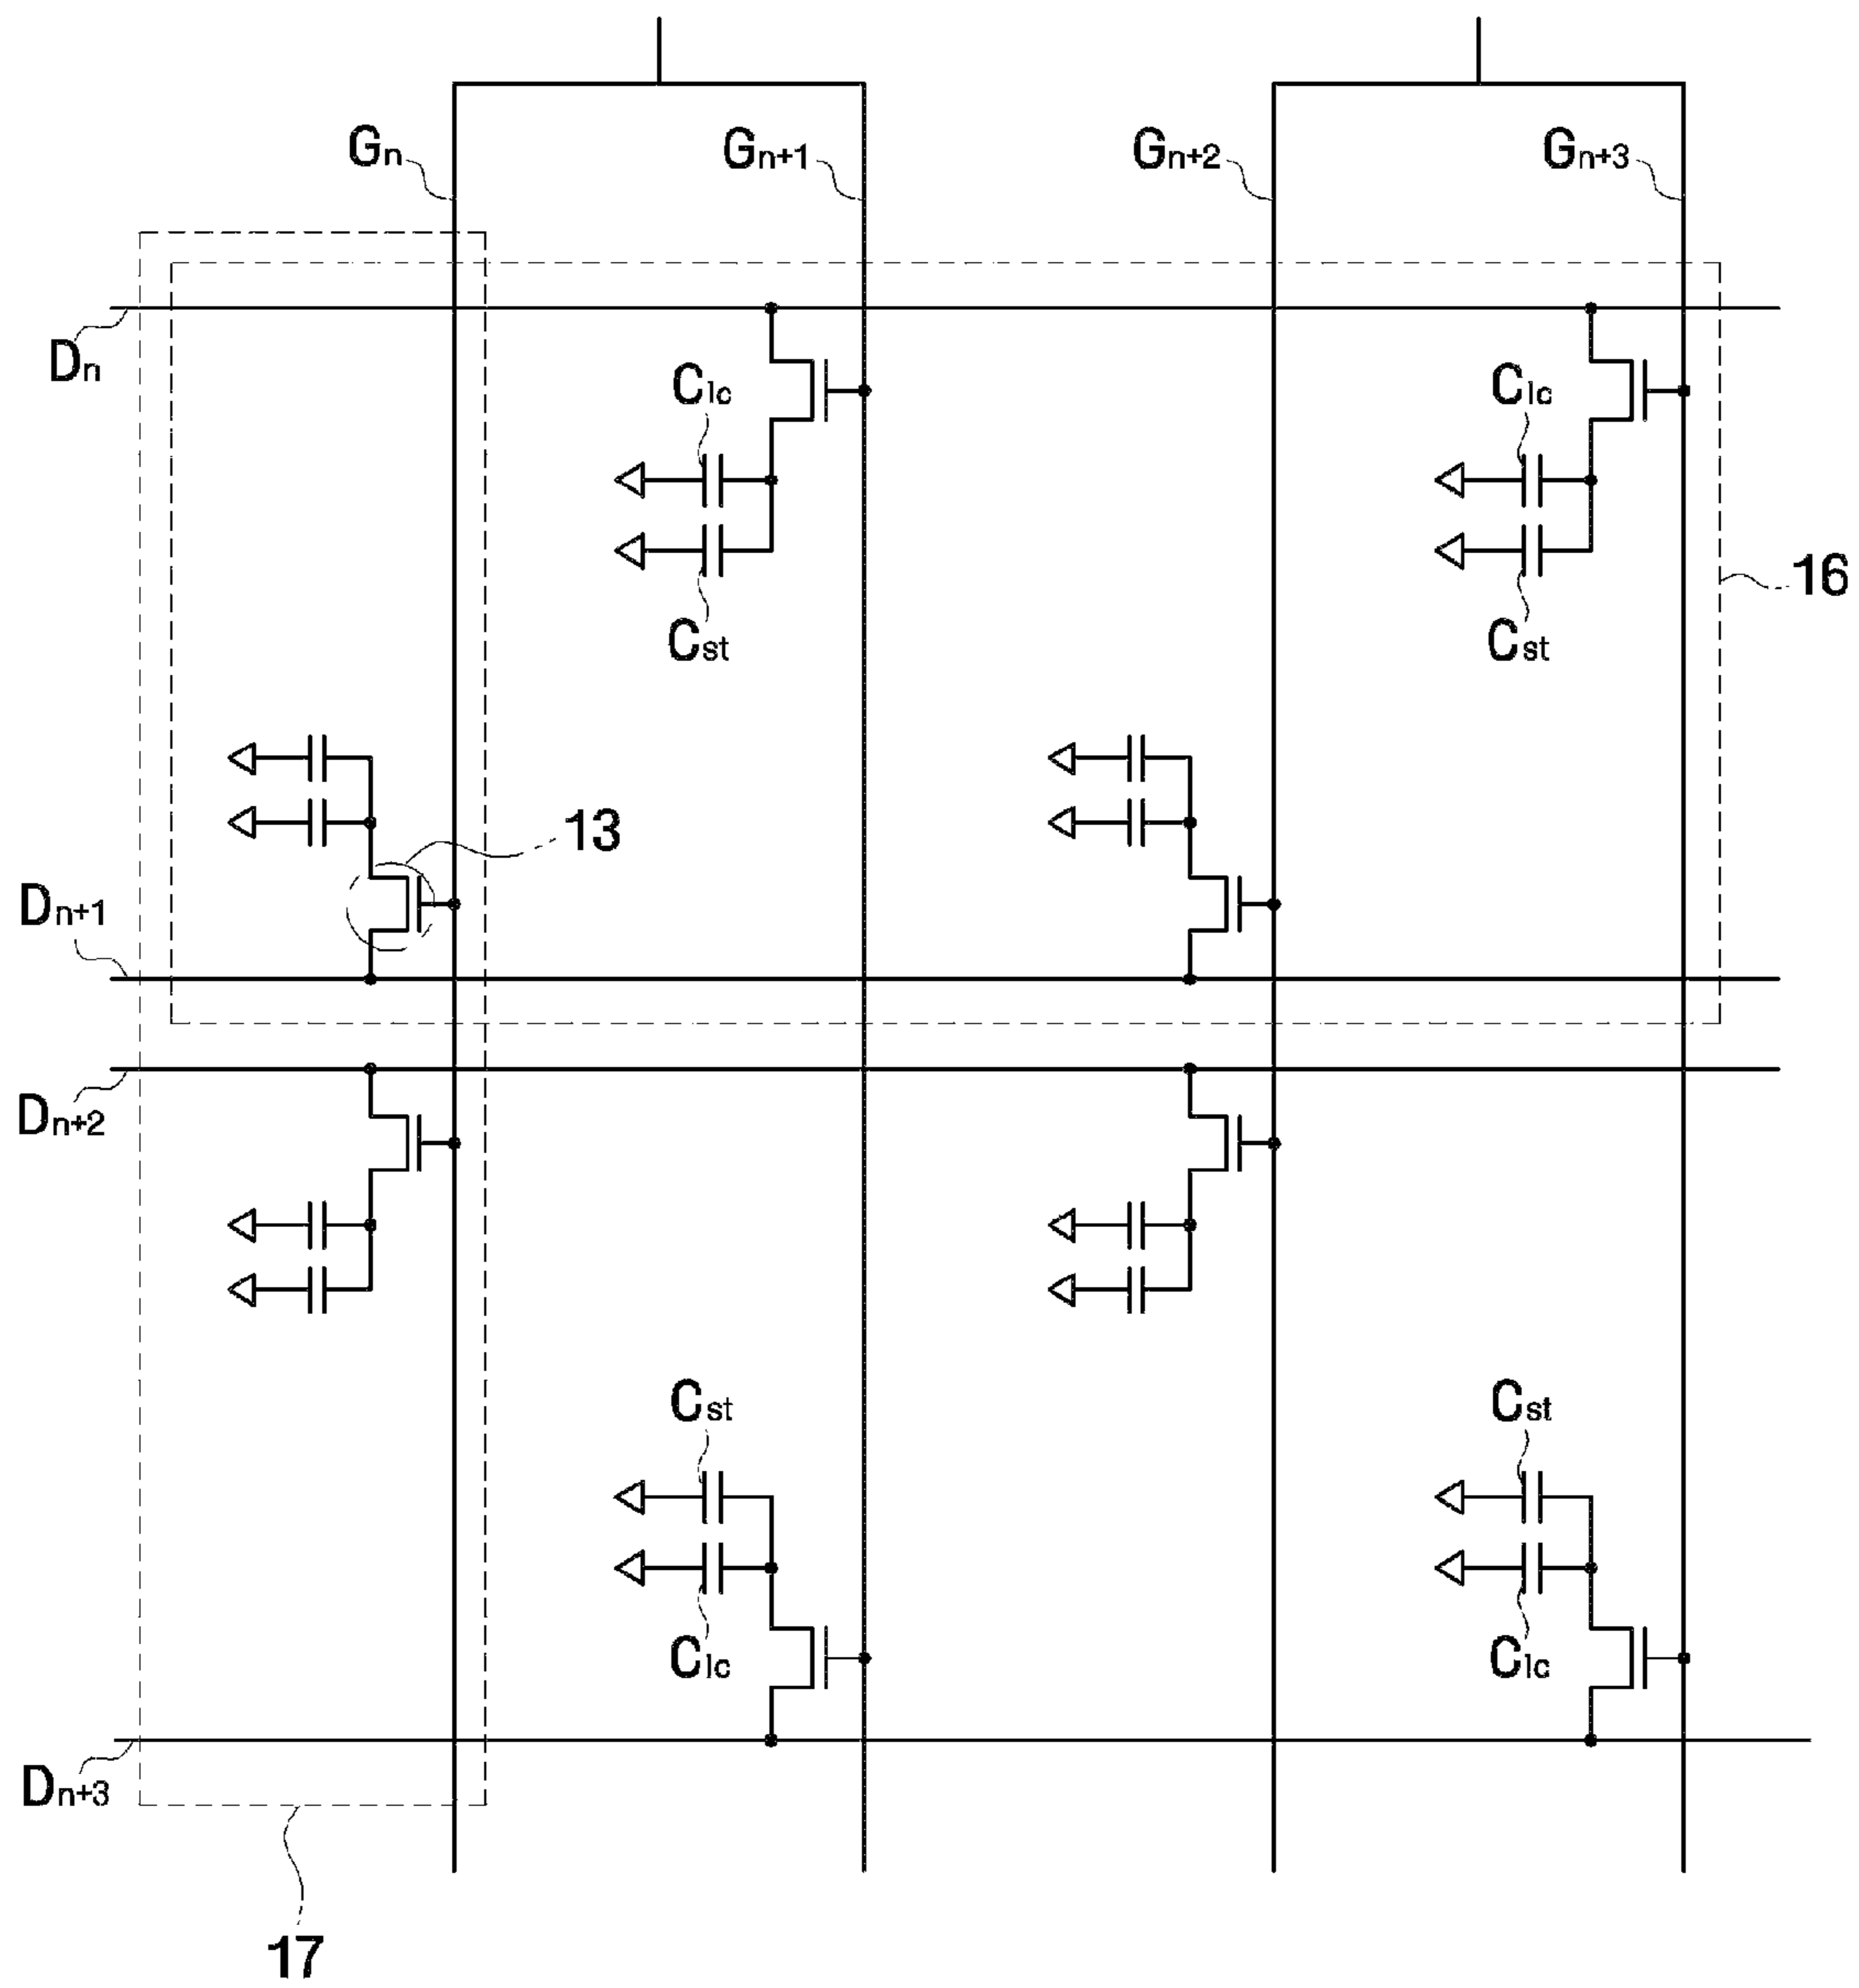 Gn Gn+1 Gn+2 Gn+3
Dn
Clc Clc
16
Cst Cst
13
Dn+1
Dn+2
Cst Cst
Clc Clc
Dn+3
17